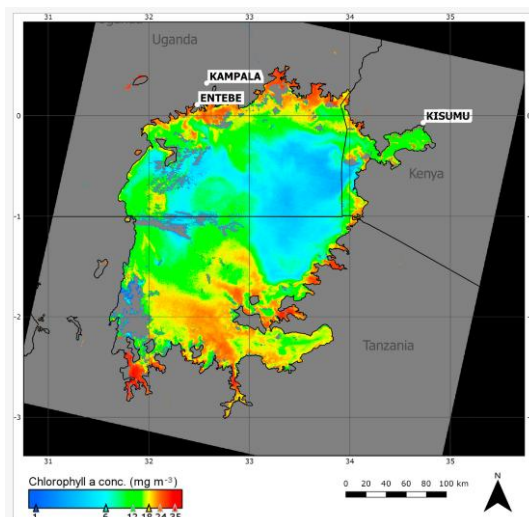 31 32 33 34 35
Uganda
Uganda
KAMPALA
ENTEBE
KISUMU
Kenya
Tanzania
0
-1
-2
-3
31 32 33 34 35
Chlorophyll a conc. (mg m⁻³)
1 6 12 18 24 35
0 20 40 60 80 100 km
N